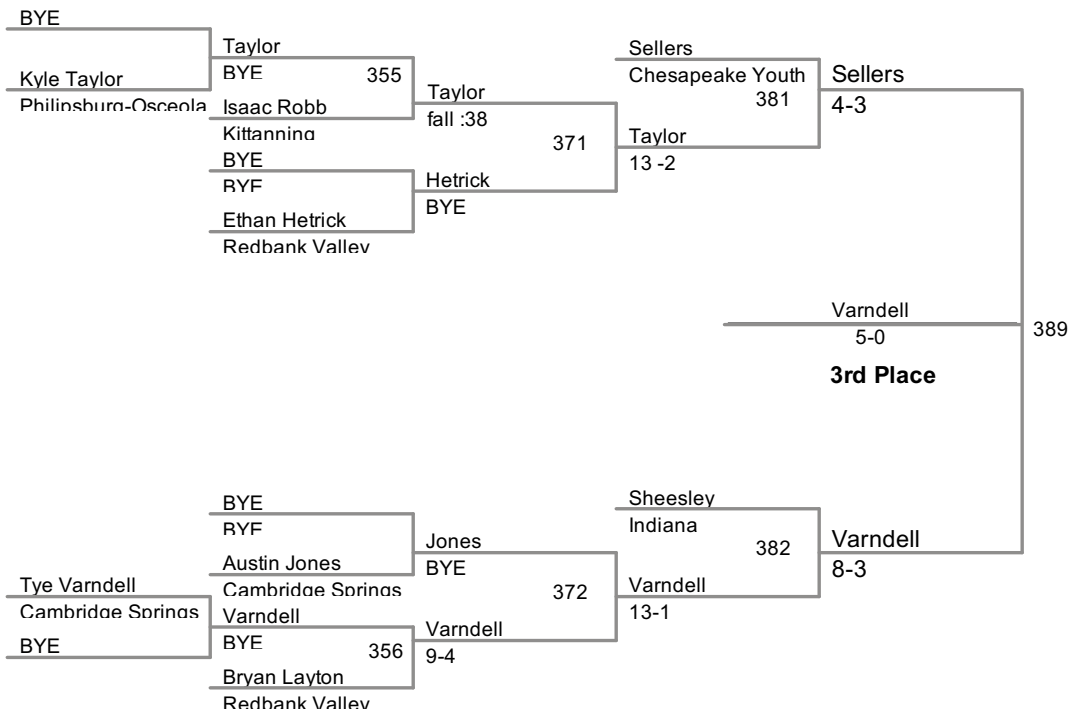 BYE
Kyle Taylor
Philipsburg-Osceola
Taylor
BYE
355
Isaac Robb
Kittanning
BYE
BYE
Ethan Hetrick
Redbank Valley
Taylor
fall :38
371
Hetrick
BYE
Sellers
Chesapeake Youth
381
Taylor
13 -2
Sellers
4-3
Varndell
5-0
3rd Place
389
BYE
BYE
Austin Jones
Cambridge Springs
Tye Varndell
Cambridge Springs
BYE
Varndell
BYE
356
Bryan Layton
Redbank Valley
Jones
BYE
372
Varndell
9-4
Sheesley
Indiana
382
Varndell
13-1
Varndell
8-3